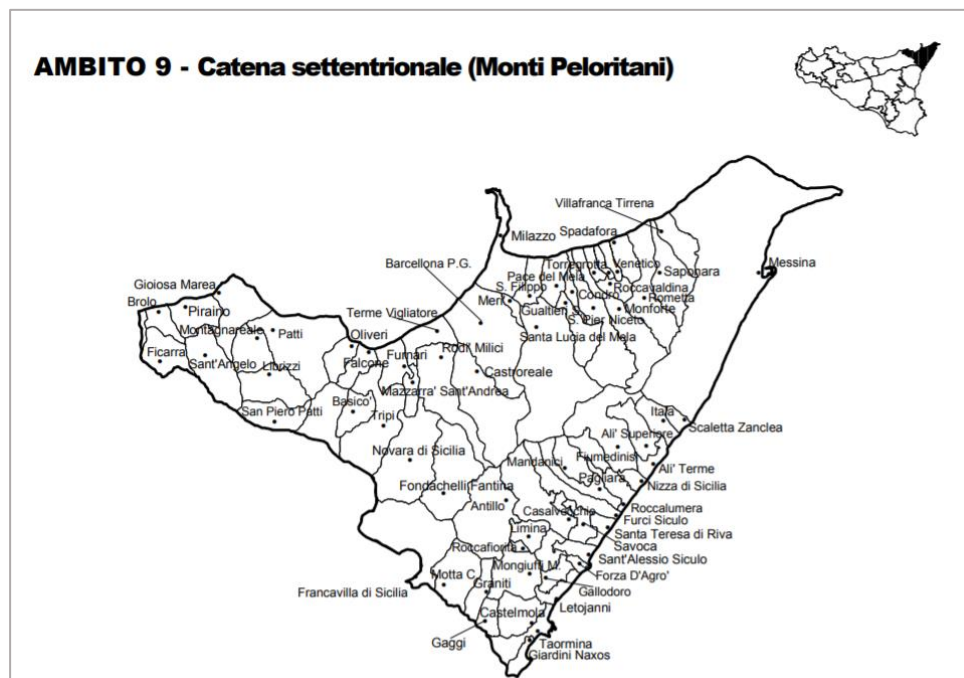 AMBITO 9 - Catena settentrionale (Monti Peloritani)
Villafranca Tirrena
Spadafora
Milazzo
Messina
Barcellona P.G.
Torregrotta
Venetico
Saponara
Pace del Mela
Gioiosa Marea
S. Filippo
Roccavaldina
Brolo
Merì
Condrò
Rometta
Piraino
Terme Vigliatore
Gualtieri S.
Monforte
S. Pier Niceto
Montagnareale
Patti
Oliveri
Santa Lucia del Mela
Ficarra
Furnari
Rodi' Milici
Sant'Angelo
Librizzi
Falcone
Castroreale
Mazzarra' Sant'Andrea
Basico'
San Piero Patti
Tripi
Itala
Scaletta Zanclea
Ali' Superiore
Novara di Sicilia
Fiumedinisi
Mandanici
Ali' Terme
Pagliara
Nizza di Sicilia
Fondachelli Fantina
Antillo
Roccalumera
Casalvecchio
Furci Siculo
Limina
Santa Teresa di Riva
Savoca
Roccafiorita
Sant'Alessio Siculo
Mongiuffi M.
Forza D'Agro'
Motta C.
Graniti
Gallodoro
Francavilla di Sicilia
Letojanni
Castelmola
Gaggi
Taormina
Giardini Naxos